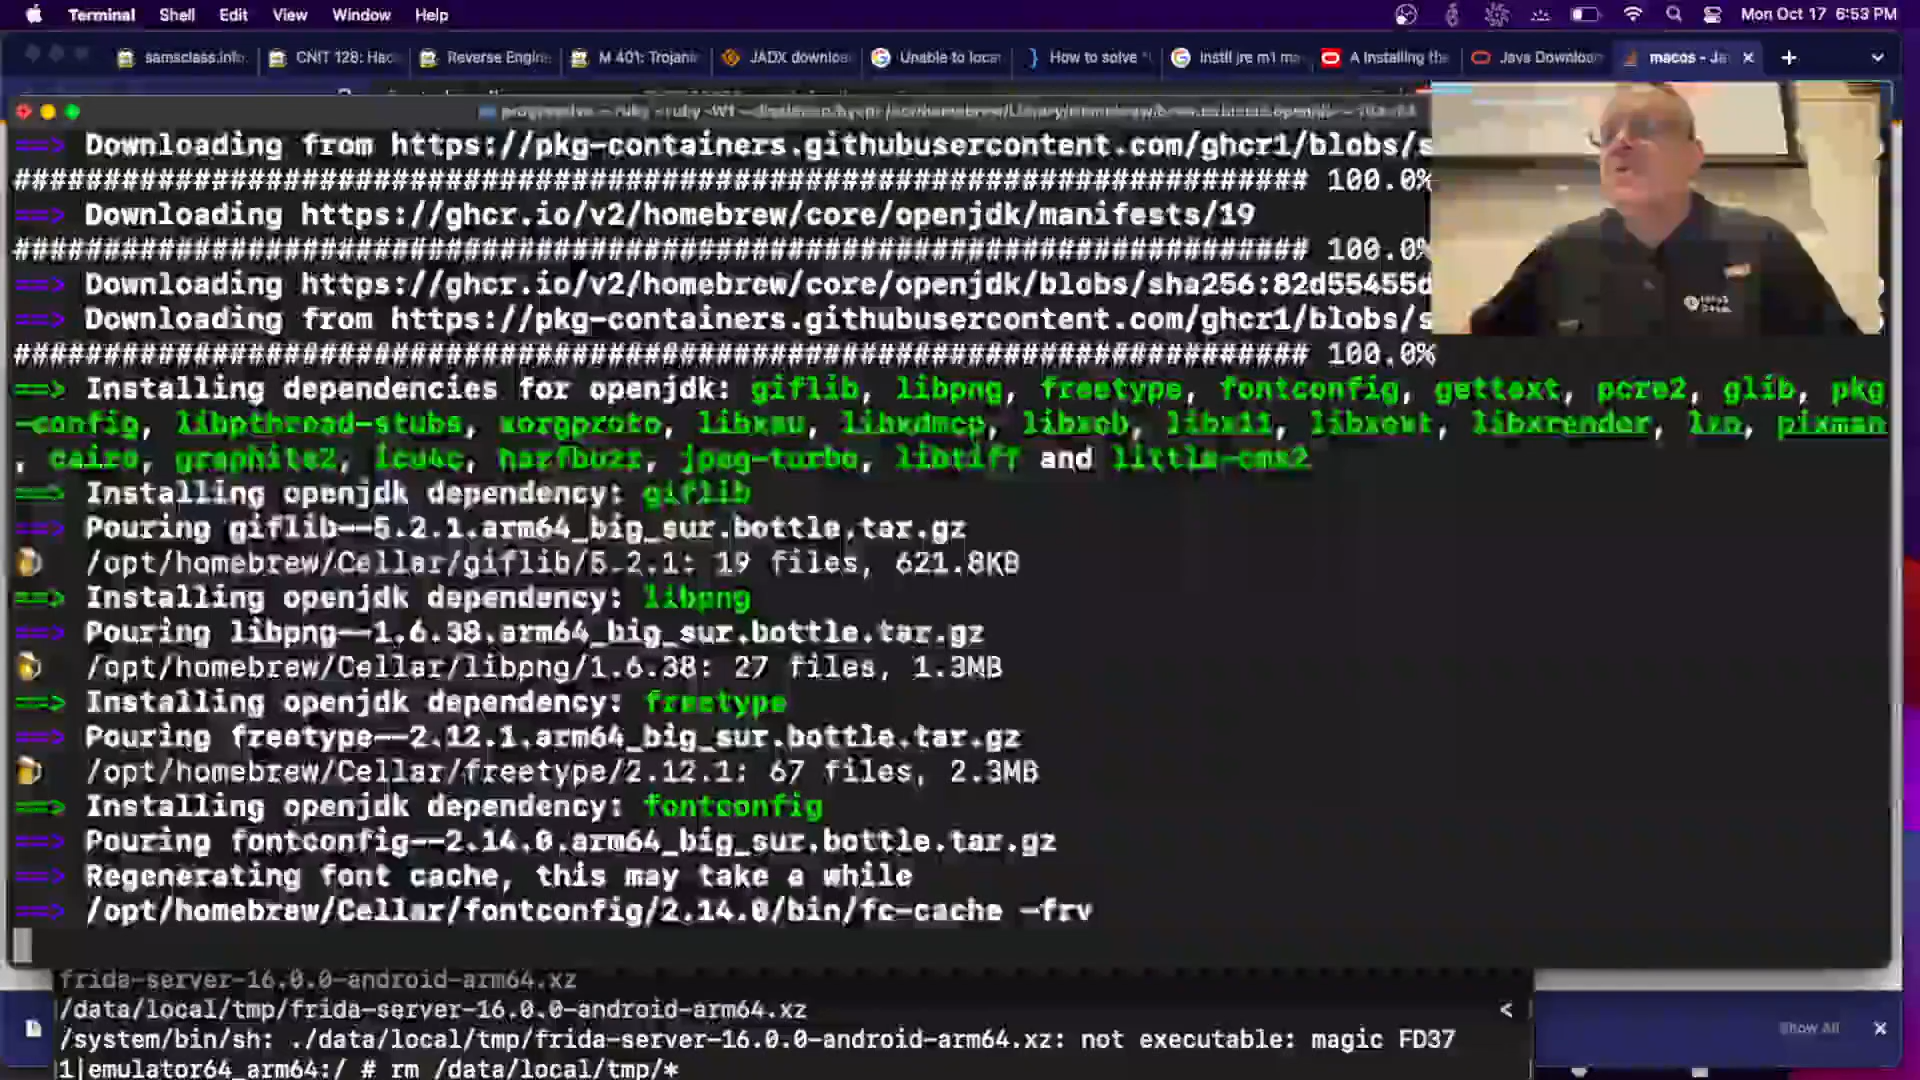 Terminal Shell Edit View Window Help Mon Oct 17 6:53 PM
samsclass.info CNIT 128: Hac Reverse Engine M 401: Trojani JADX downloa Unable to locat How to solve " Instll jre m1 ma A Installing the Java Downloa macos - Ja
==> Downloading from https://pkg-containers.githubusercontent.com/ghcr1/blobs/s
######################################################################## 100.0%
==> Downloading https://ghcr.io/v2/homebrew/core/openjdk/manifests/19
######################################################################## 100.0%
==> Downloading https://ghcr.io/v2/homebrew/core/openjdk/blobs/sha256:82d55455d
==> Downloading from https://pkg-containers.githubusercontent.com/ghcr1/blobs/s
######################################################################## 100.0%
==> Installing dependencies for openjdk: giflib, libpng, freetype, fontconfig, gettext, pcre2, glib, pkg
-config, libpthread-stubs, xorgproto, libxau, libxdmcp, libxcb, libx11, libxext, libxrender, lzo, pixman
, cairo, graphite2, icu4c, harfbuzz, jpeg-turbo, libtiff and little-cms2
==> Installing openjdk dependency: giflib
==> Pouring giflib--5.2.1.arm64_big_sur.bottle.tar.gz
/opt/homebrew/Cellar/giflib/5.2.1: 19 files, 621.8KB
==> Installing openjdk dependency: libpng
==> Pouring libpng--1.6.38.arm64_big_sur.bottle.tar.gz
/opt/homebrew/Cellar/libpng/1.6.38: 27 files, 1.3MB
==> Installing openjdk dependency: freetype
==> Pouring freetype--2.12.1.arm64_big_sur.bottle.tar.gz
/opt/homebrew/Cellar/freetype/2.12.1: 67 files, 2.3MB
==> Installing openjdk dependency: fontconfig
==> Pouring fontconfig--2.14.0.arm64_big_sur.bottle.tar.gz
==> Regenerating font cache, this may take a while
==> /opt/homebrew/Cellar/fontconfig/2.14.0/bin/fc-cache -frv
frida-server-16.0.0-android-arm64.xz
/data/local/tmp/frida-server-16.0.0-android-arm64.xz <
/system/bin/sh: ./data/local/tmp/frida-server-16.0.0-android-arm64.xz: not executable: magic FD37
1|emulator64_arm64:/ # rm /data/local/tmp/*
Show All